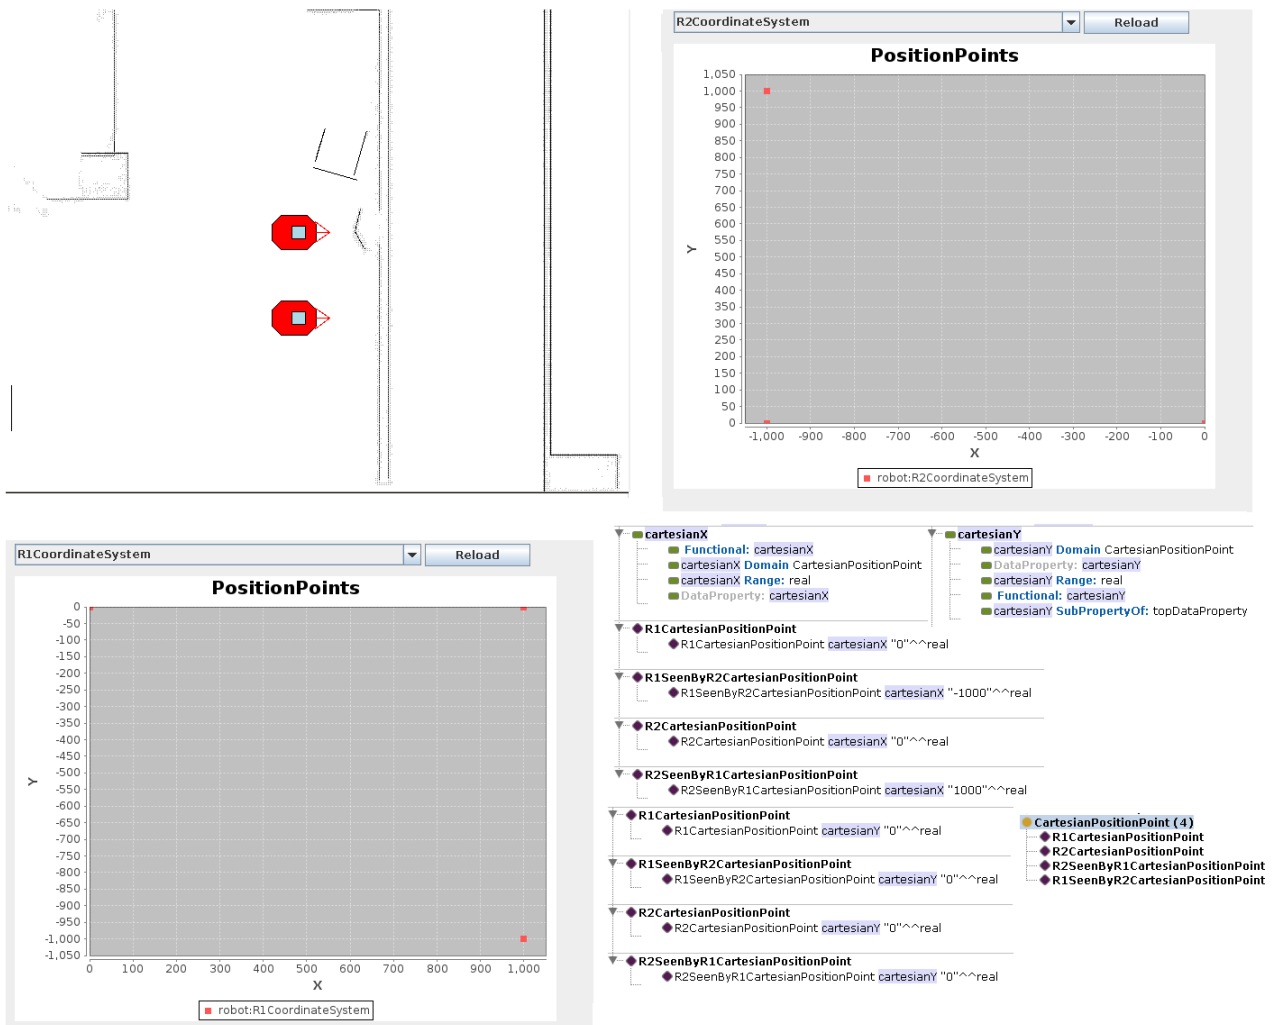 R2CoordinateSystem
Reload
PositionPoints
1,050
1,000
950
900
850
800
750
700
650
600
550
500
450
400
350
300
250
200
150
100
50
0
Y
-1,000 -900 -800 -700 -600 -500 -400 -300 -200 -100 0
X
robot:R2CoordinateSystem
R1CoordinateSystem
Reload
PositionPoints
0
-50
-100
-150
-200
-250
-300
-350
-400
-450
-500
-550
-600
-650
-700
-750
-800
-850
-900
-950
-1,000
-1,050
Y
0 100 200 300 400 500 600 700 800 900 1,000
X
robot:R1CoordinateSystem
cartesianX
Functional: cartesianX
cartesianX Domain CartesianPositionPoint
cartesianX Range: real
DataProperty: cartesianX
cartesianY
cartesianY Domain CartesianPositionPoint
DataProperty: cartesianY
cartesianY Range: real
Functional: cartesianY
cartesianY SubPropertyOf: topDataProperty
R1CartesianPositionPoint
R1CartesianPositionPoint cartesianX "0"^^real
R1SeenByR2CartesianPositionPoint
R1SeenByR2CartesianPositionPoint cartesianX "-1000"^^real
R2CartesianPositionPoint
R2CartesianPositionPoint cartesianX "0"^^real
R2SeenByR1CartesianPositionPoint
R2SeenByR1CartesianPositionPoint cartesianX "1000"^^real
R1CartesianPositionPoint
R1CartesianPositionPoint cartesianY "0"^^real
R1SeenByR2CartesianPositionPoint
R1SeenByR2CartesianPositionPoint cartesianY "0"^^real
R2CartesianPositionPoint
R2CartesianPositionPoint cartesianY "0"^^real
R2SeenByR1CartesianPositionPoint
R2SeenByR1CartesianPositionPoint cartesianY "0"^^real
CartesianPositionPoint (4)
R1CartesianPositionPoint
R2CartesianPositionPoint
R2SeenByR1CartesianPositionPoint
R1SeenByR2CartesianPositionPoint